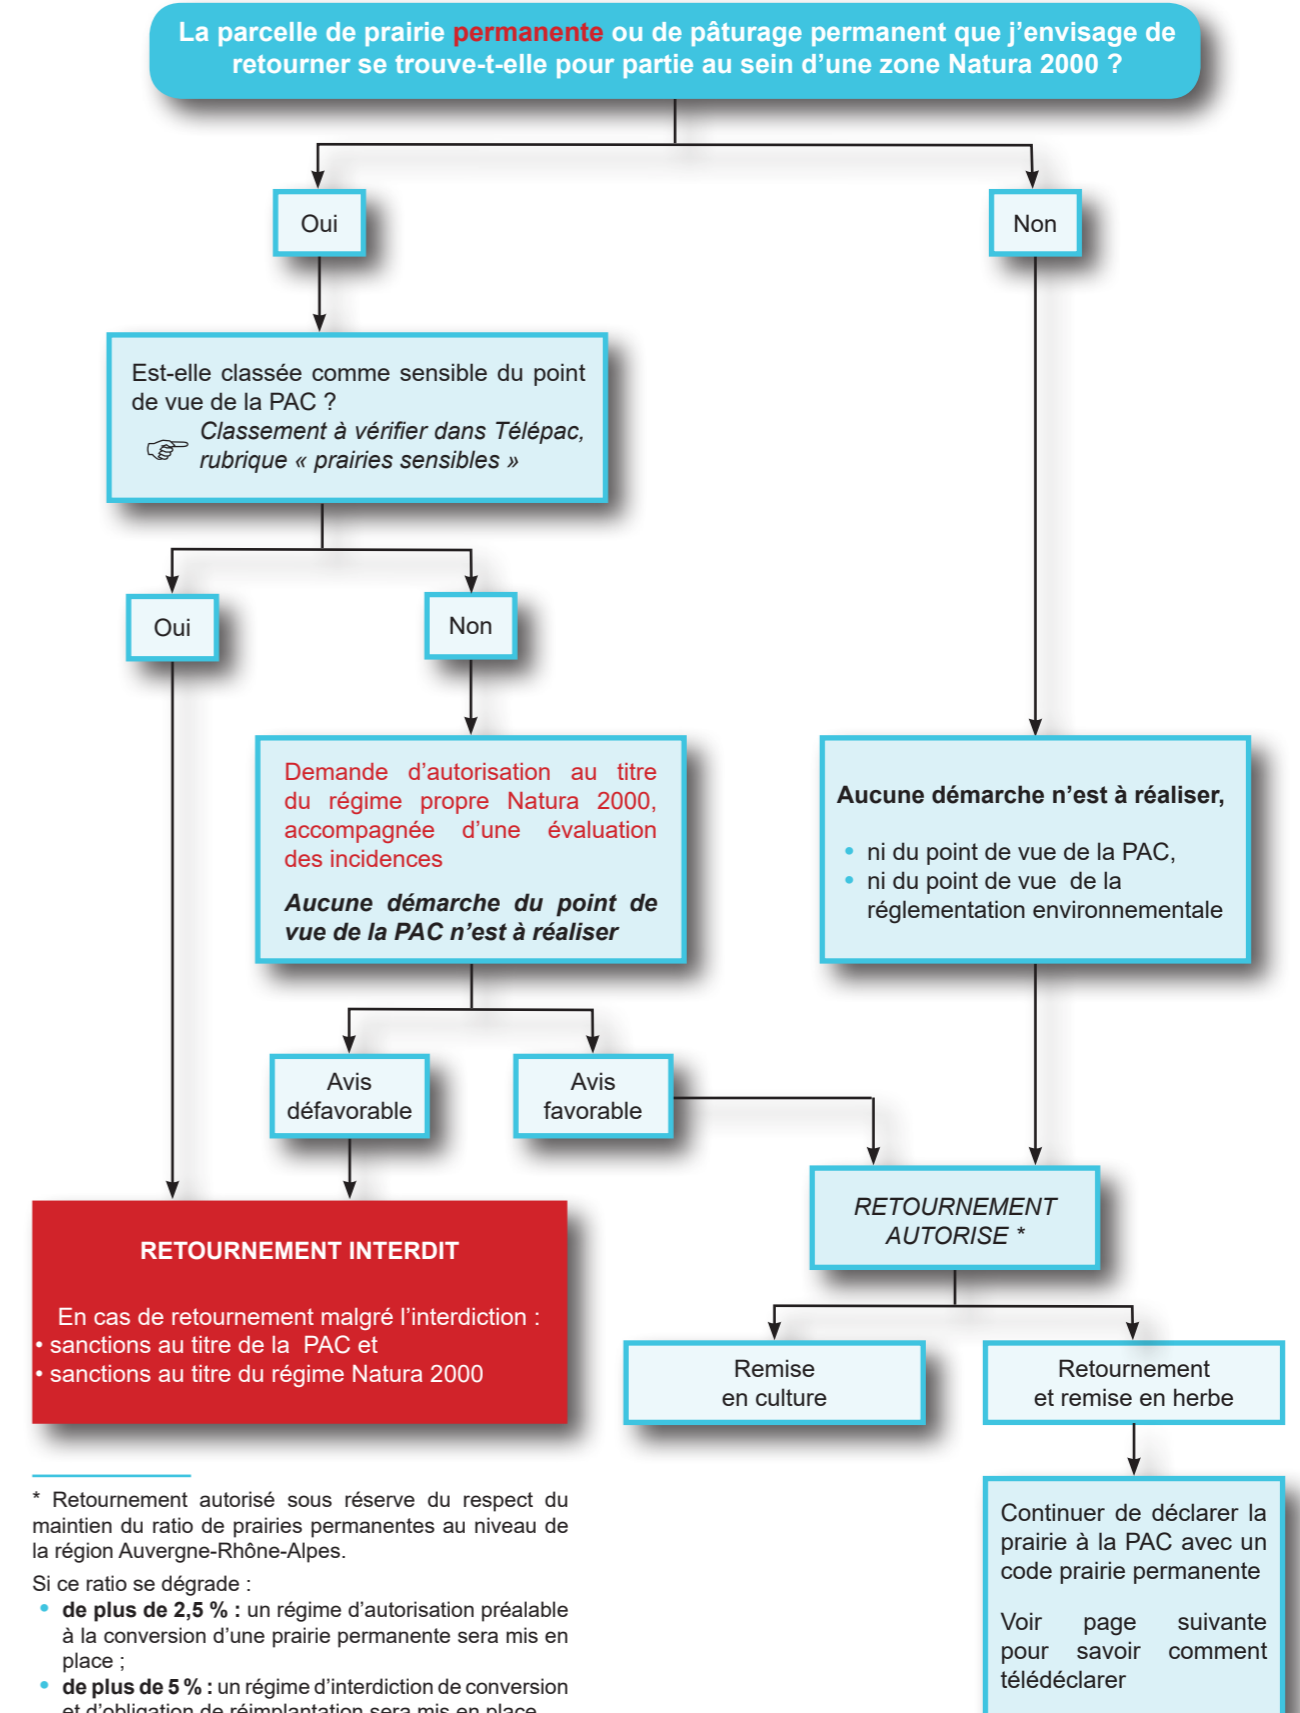 La parcelle de prairie permanente ou de pâturage permanent que j’envisage de
retourner se trouve-t-elle pour partie au sein d’une zone Natura 2000 ?
Oui
Non
Est-elle classée comme sensible du point
de vue de la PAC ?
Classement à vérifier dans Télépac,
rubrique « prairies sensibles »
Oui
Non
Demande d’autorisation au titre
du régime propre Natura 2000,
accompagnée d’une évaluation
des incidences
Aucune démarche du point de
vue de la PAC n’est à réaliser
Aucune démarche n’est à réaliser,
• ni du point de vue de la PAC,
• ni du point de vue de la
réglementation environnementale
Avis
défavorable
Avis
favorable
RETOURNEMENT INTERDIT
En cas de retournement malgré l’interdiction :
• sanctions au titre de la PAC et
• sanctions au titre du régime Natura 2000
RETOURNEMENT
AUTORISE *
Remise
en culture
Retournement
et remise en herbe
Continuer de déclarer la
prairie à la PAC avec un
code prairie permanente
Voir page suivante
pour savoir comment
télédéclarer
* Retournement autorisé sous réserve du respect du
maintien du ratio de prairies permanentes au niveau de
la région Auvergne-Rhône-Alpes.
Si ce ratio se dégrade :
• de plus de 2,5 % : un régime d’autorisation préalable
à la conversion d’une prairie permanente sera mis en
place ;
• de plus de 5 % : un régime d’interdiction de conversion
et d’obligation de réimplantation sera mis en place